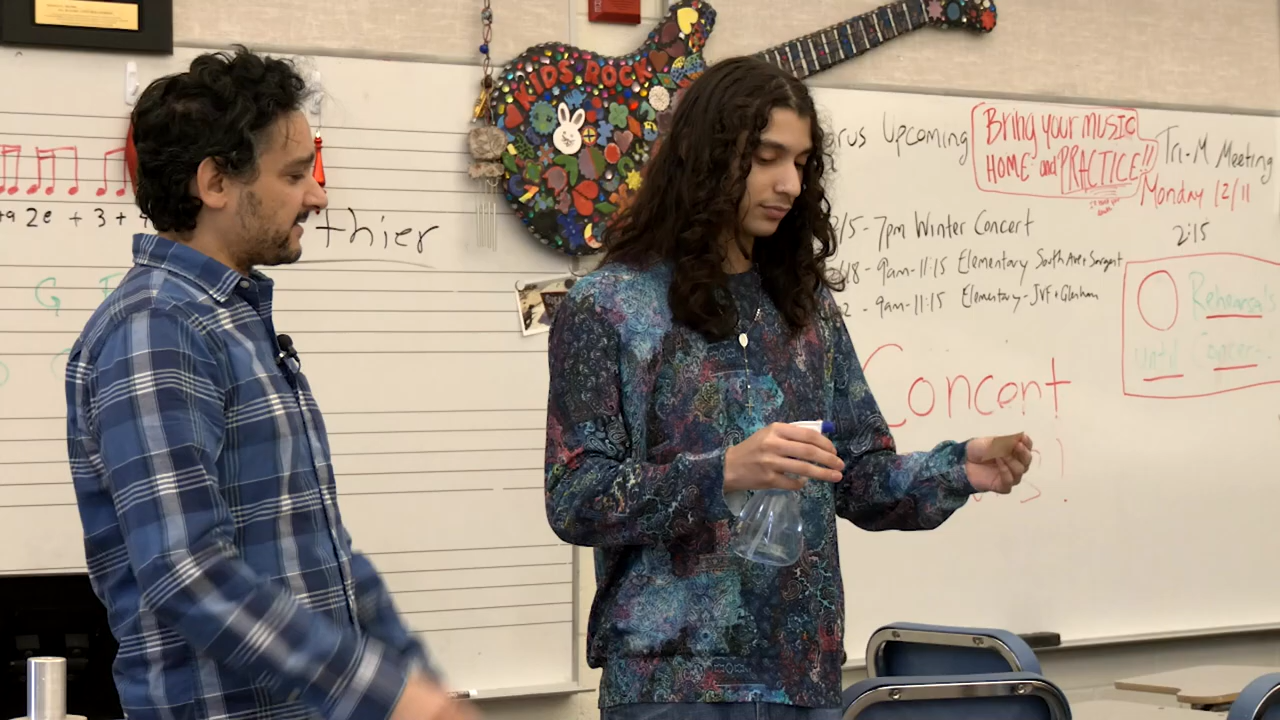 KIDS ROCK
2e + 3 +
thier
G F
rus Upcoming
Bring your music
HOME and PRACTICE!!
Tri-M Meeting
Monday 12/11
2:15
/5 - 7pm Winter Concert
/18 - 9am-11:15 Elementary South Ave + Sargent
2 - 9am-11:15 Elementary - JVF + Glenham
Rehearsals
Until Concert
Concert